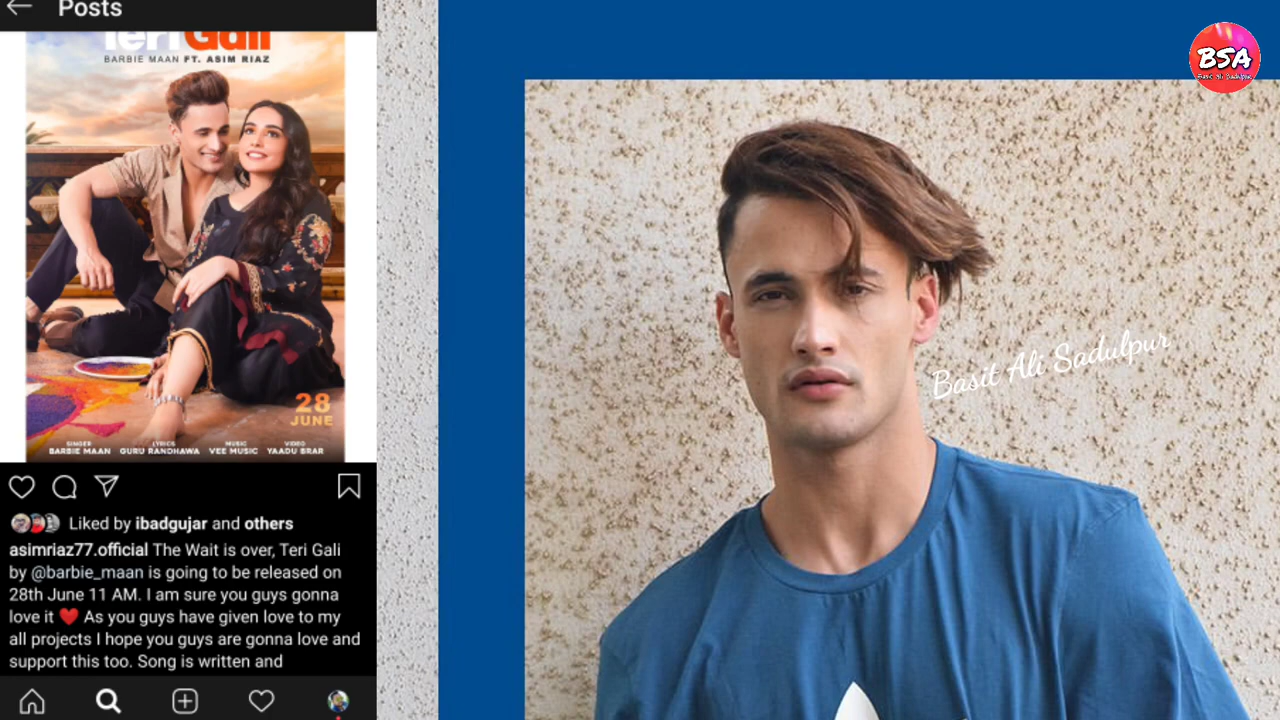 Posts
Teri Gali
BARBIE MAAN FT. ASIM RIAZ
28
JUNE
SINGER
BARBIE MAAN
LYRICS
GURU RANDHAWA
MUSIC
VEE MUSIC
VIDEO
YAADU BRAR
Liked by ibadgujar and others
asimriaz77.official The Wait is over, Teri Gali
by @barbie_maan is going to be released on
28th June 11 AM. I am sure you guys gonna
love it ❤️ As you guys have given love to my
all projects I hope you guys are gonna love and
support this too. Song is written and
BSA
Basit Ali Sadulpur
Basit Ali Sadulpur